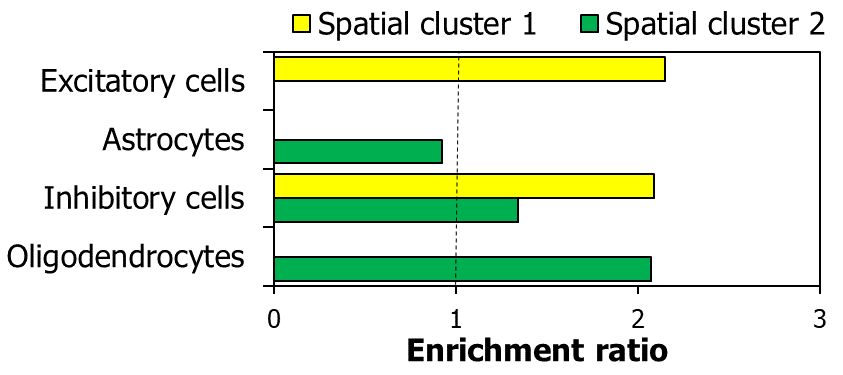 Spatial cluster 1 Spatial cluster 2
Excitatory cells
Astrocytes
Inhibitory cells
Oligodendrocytes
0 1 2 3
Enrichment ratio